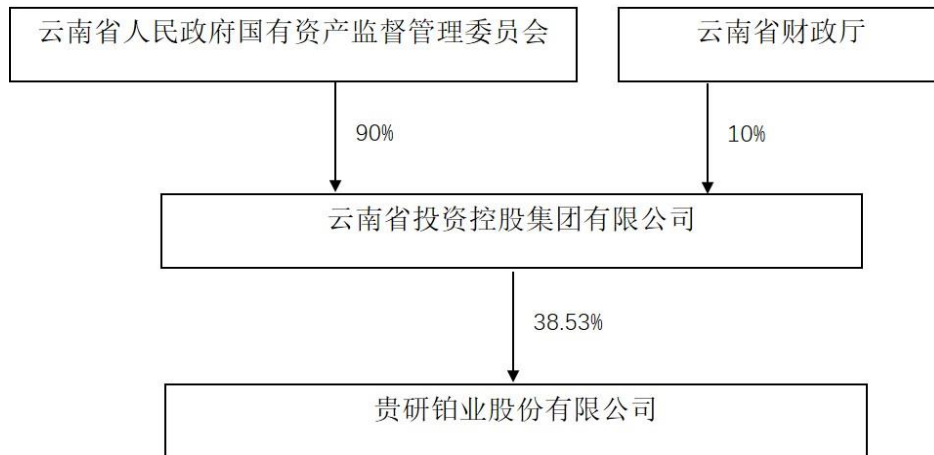 云南省人民政府国有资产监督管理委员会
云南省财政厅
90%
10%
云南省投资控股集团有限公司
38.53%
贵研铂业股份有限公司